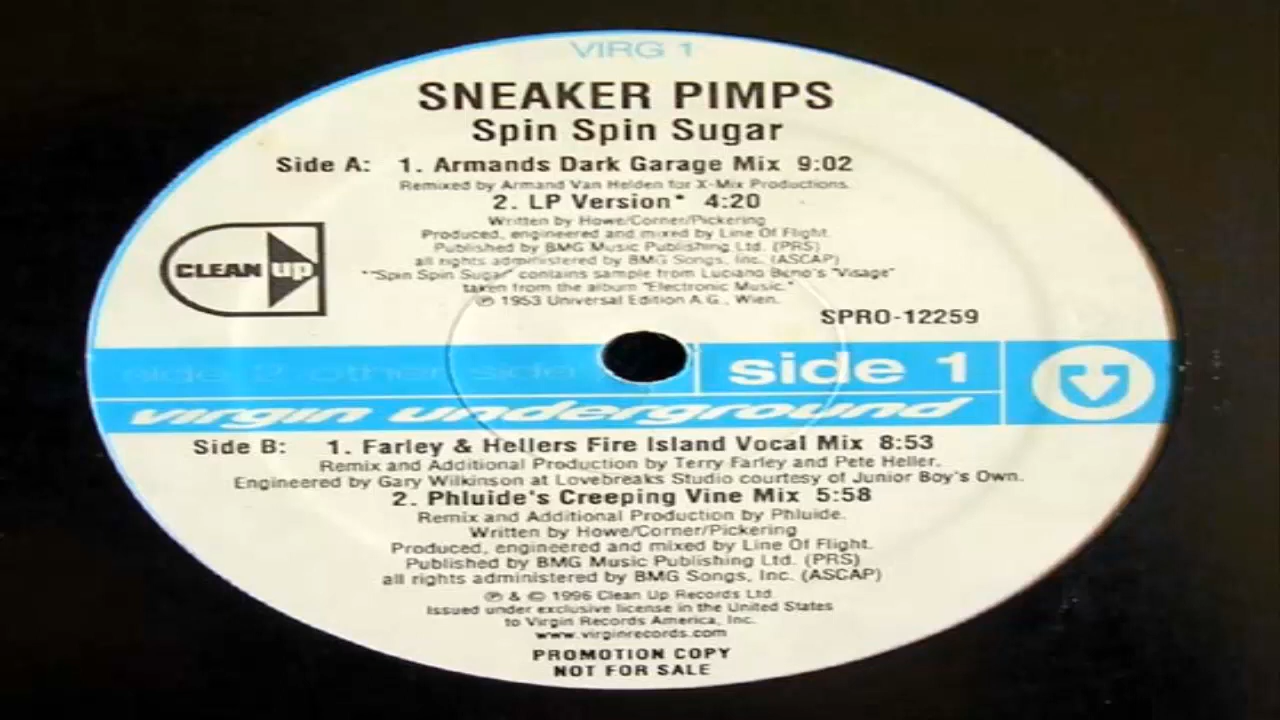 VIRG 1
SNEAKER PIMPS
Spin Spin Sugar
Side A: 1. Armands Dark Garage Mix 9:02
Remixed by Armand Van Helden for X-Mix Productions.
2. LP Version* 4:20
Written by Howe/Corner/Pickering
Produced, engineered and mixed by Line Of Flight.
Published by BMG Music Publishing Ltd. (PRS)
all rights administered by BMG Songs, Inc. (ASCAP)
CLEAN up
*"Spin Spin Sugar" contains sample from Luciano "Visage"
taken from the album "Electronic Music."
℗ 1953 Universal Edition A.G., Wien.
SPRO-12259
side 2 other side
side 1
virgin underground
Side B: 1. Farley & Hellers Fire Island Vocal Mix 8:53
Remix and Additional Production by Terry Farley and Pete Heller.
Engineered by Gary Wilkinson at Lovebreaks Studio courtesy of Junior Boy's Own.
2. Phluide's Creeping Vine Mix 5:58
Remix and Additional Production by Phluide.
Written by Howe/Corner/Pickering
Produced, engineered and mixed by Line Of Flight.
Published by BMG Music Publishing Ltd. (PRS)
all rights administered by BMG Songs, Inc. (ASCAP)
℗ & © 1996 Clean Up Records Ltd.
Issued under exclusive license in the United States
to Virgin Records America, Inc.
www.virginrecords.com
PROMOTION COPY
NOT FOR SALE